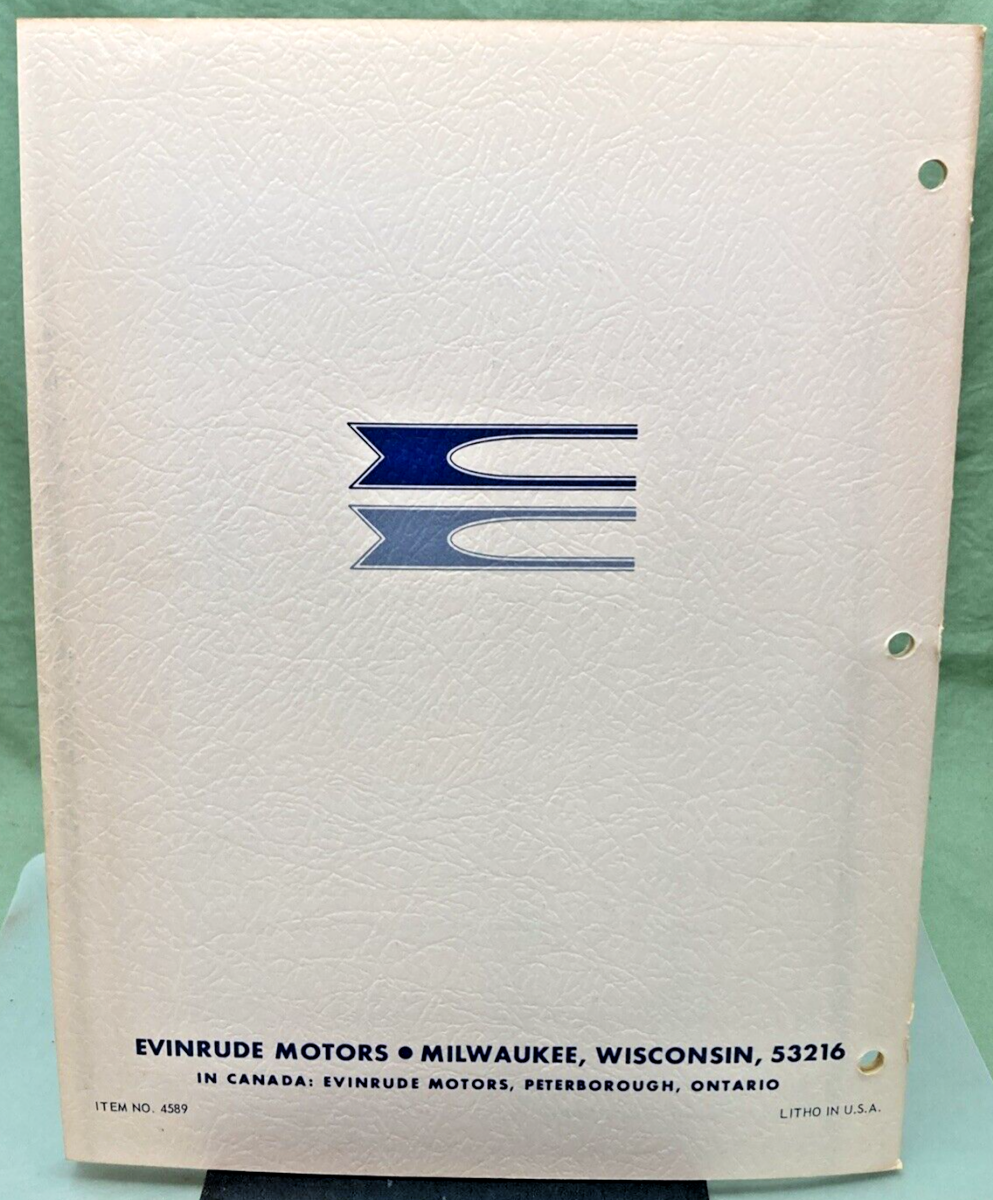 EVINRUDE MOTORS ● MILWAUKEE, WISCONSIN, 53216
IN CANADA: EVINRUDE MOTORS, PETERBOROUGH, ONTARIO
ITEM NO. 4589
LITHO IN U.S.A.